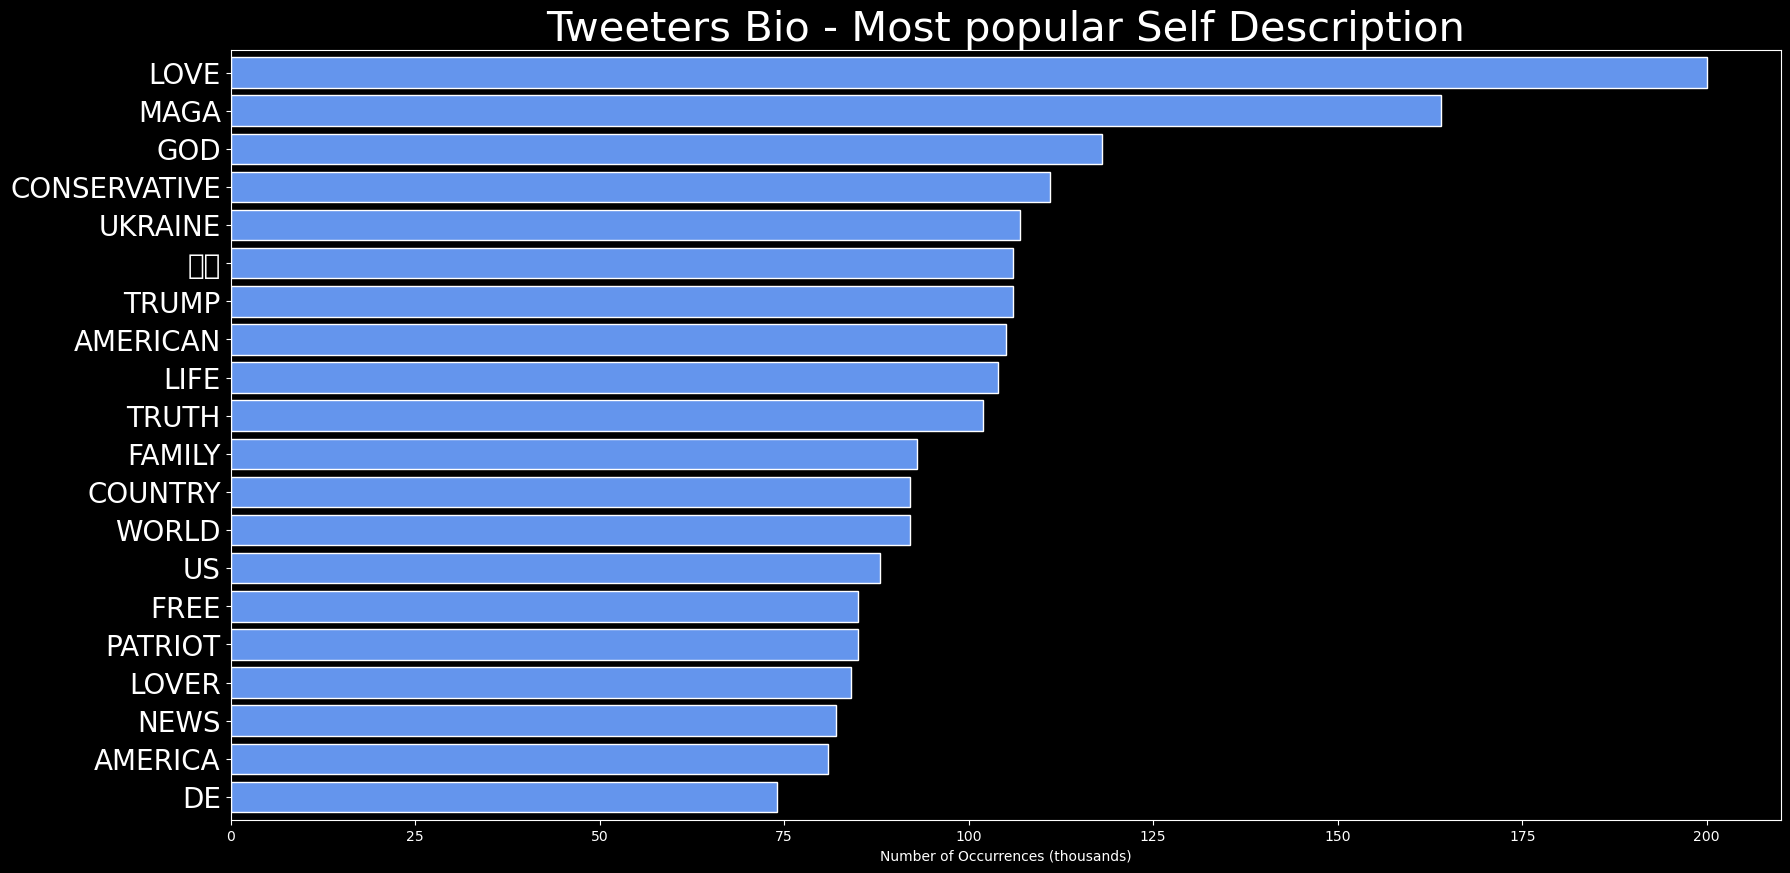 Tweeters Bio - Most popular Self Description
LOVE
MAGA
GOD
CONSERVATIVE
UKRAINE
TRUMP
AMERICAN
LIFE
TRUTH
FAMILY
COUNTRY
WORLD
US
FREE
PATRIOT
LOVER
NEWS
AMERICA
DE
0 25 50 75 100 125 150 175 200
Number of Occurrences (thousands)